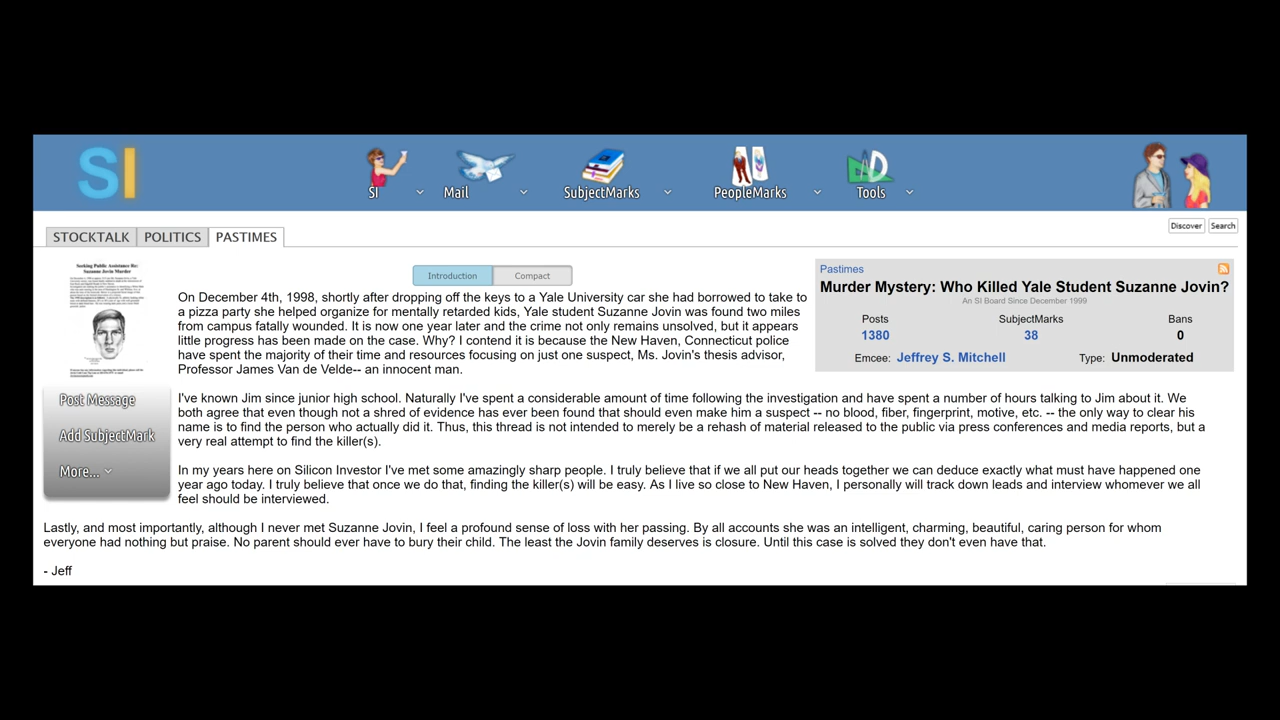 SI
SI
Mail
SubjectMarks
PeopleMarks
Tools
STOCKTALK
POLITICS
PASTIMES
Discover
Search
Seeking Public Assistance Re:
Suzanne Jovin Murder
Introduction
Compact
On December 4th, 1998, shortly after dropping off the keys to a Yale University car she had borrowed to take to
a pizza party she helped organize for mentally retarded kids, Yale student Suzanne Jovin was found two miles
from campus fatally wounded. It is now one year later and the crime not only remains unsolved, but it appears
little progress has been made on the case. Why? I contend it is because the New Haven, Connecticut police
have spent the majority of their time and resources focusing on just one suspect, Ms. Jovin's thesis advisor,
Professor James Van de Velde-- an innocent man.
Pastimes
Murder Mystery: Who Killed Yale Student Suzanne Jovin?
An SI Board Since December 1999
Posts
SubjectMarks
Bans
1380
38
0
Emcee: Jeffrey S. Mitchell
Type: Unmoderated
Post Message
Add SubjectMark
More...
I've known Jim since junior high school. Naturally I've spent a considerable amount of time following the investigation and have spent a number of hours talking to Jim about it. We
both agree that even though not a shred of evidence has ever been found that should even make him a suspect -- no blood, fiber, fingerprint, motive, etc. -- the only way to clear his
name is to find the person who actually did it. Thus, this thread is not intended to merely be a rehash of material released to the public via press conferences and media reports, but a
very real attempt to find the killer(s).
In my years here on Silicon Investor I've met some amazingly sharp people. I truly believe that if we all put our heads together we can deduce exactly what must have happened one
year ago today. I truly believe that once we do that, finding the killer(s) will be easy. As I live so close to New Haven, I personally will track down leads and interview whomever we all
feel should be interviewed.
Lastly, and most importantly, although I never met Suzanne Jovin, I feel a profound sense of loss with her passing. By all accounts she was an intelligent, charming, beautiful, caring person for whom
everyone had nothing but praise. No parent should ever have to bury their child. The least the Jovin family deserves is closure. Until this case is solved they don't even have that.
- Jeff